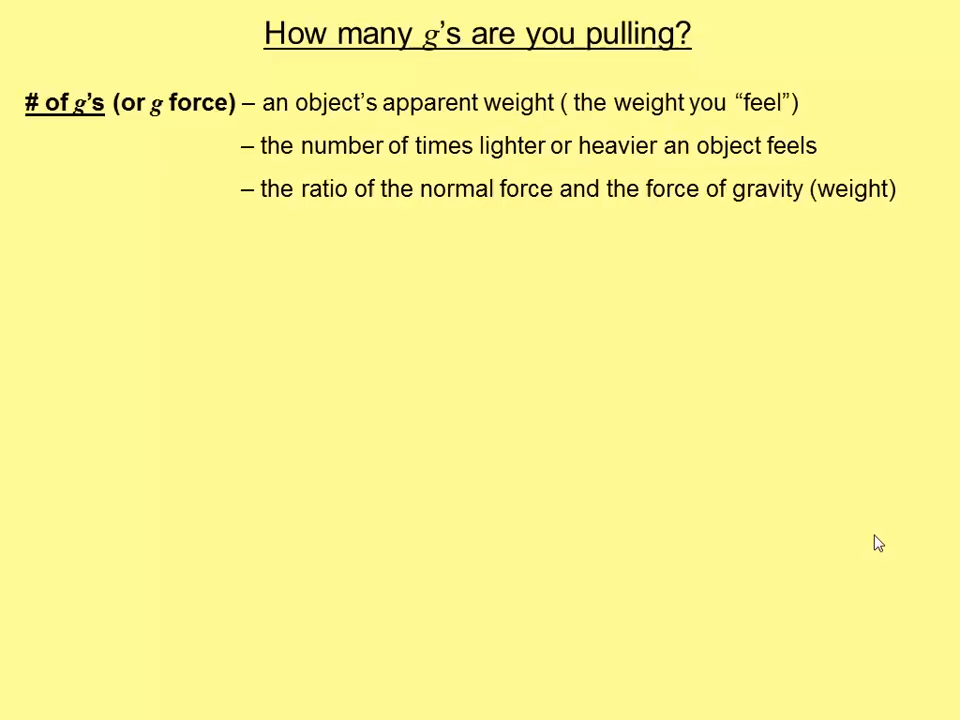 How many g’s are you pulling?
# of g’s (or g force) – an object’s apparent weight ( the weight you “feel”)
– the number of times lighter or heavier an object feels
– the ratio of the normal force and the force of gravity (weight)